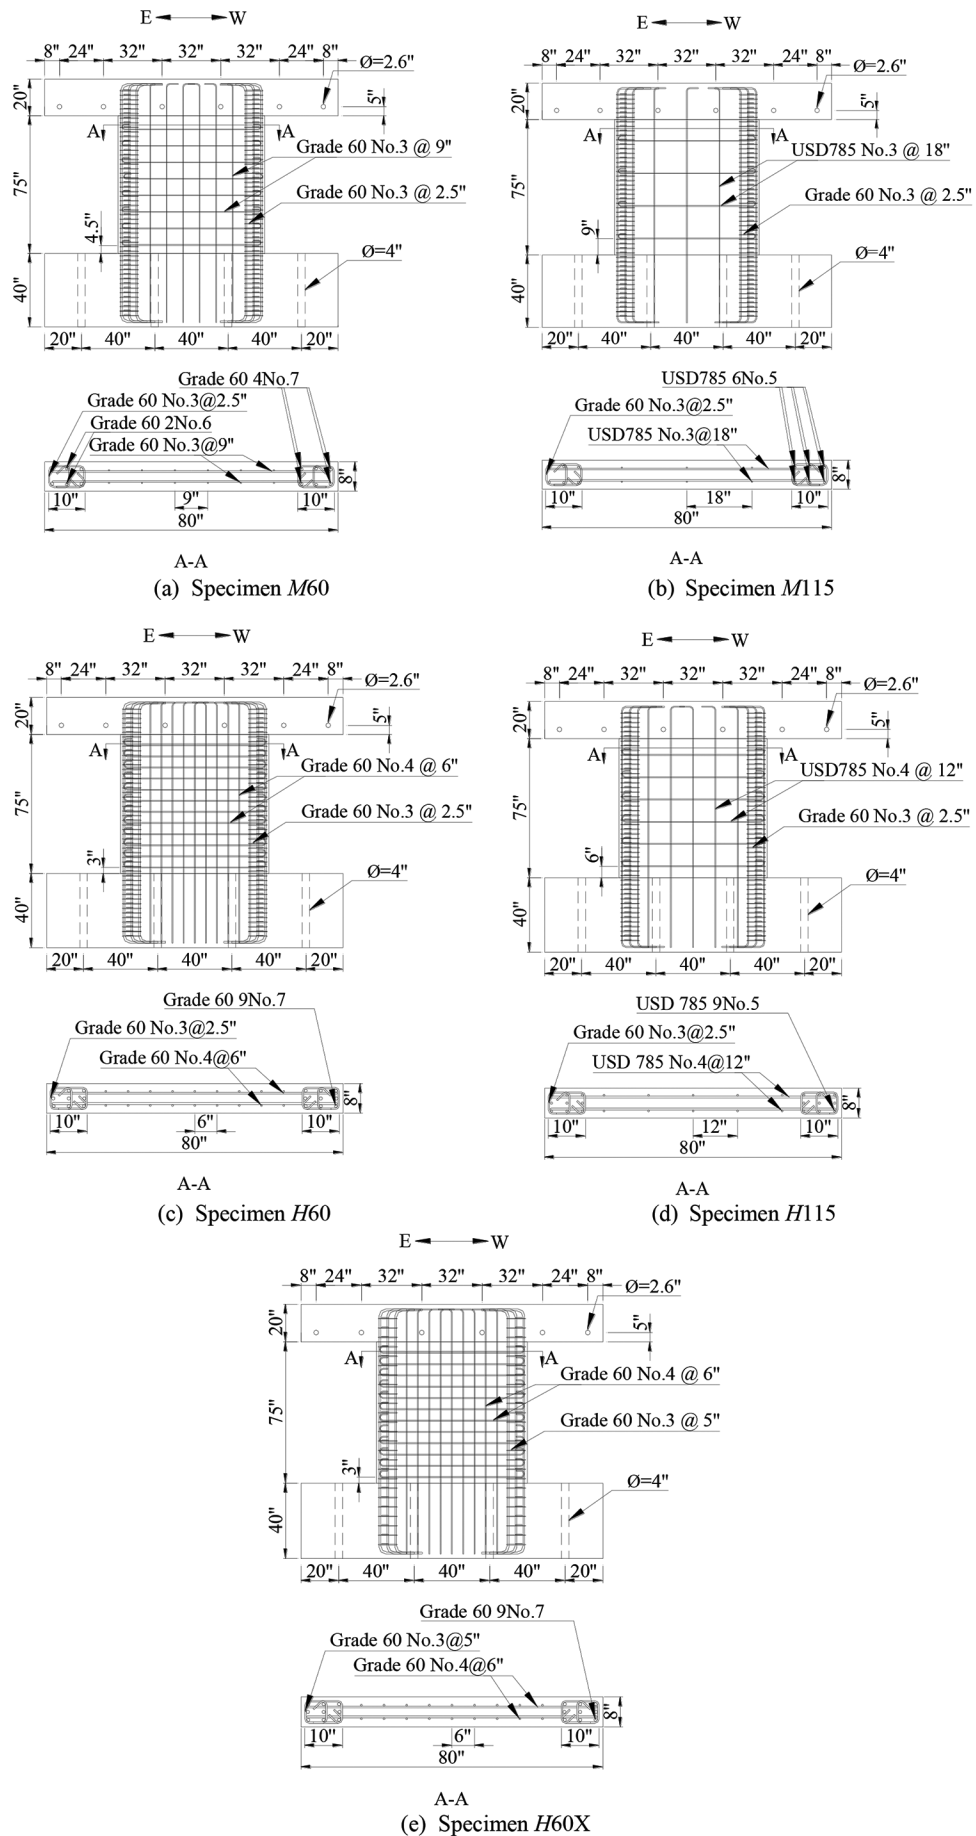 E W
8" 24" 32" 32" 32" 24" 8"
Ø=2.6"
20"
5"
A A
Grade 60 No.3 @ 9"
75"
Grade 60 No.3 @ 2.5"
4.5"
Ø=4"
40"
20" 40" 40" 40" 20"
Grade 60 4No.7
Grade 60 No.3@2.5"
Grade 60 2No.6
Grade 60 No.3@9"
8"
10" 9" 10"
80"
A-A
(a) Specimen M60
E W
8" 24" 32" 32" 32" 24" 8"
Ø=2.6"
20"
5"
A A
USD785 No.3 @ 18"
75"
Grade 60 No.3 @ 2.5"
9"
Ø=4"
40"
20" 40" 40" 40" 20"
USD785 6No.5
Grade 60 No.3@2.5"
USD785 No.3@18"
8"
10" 18" 10"
80"
A-A
(b) Specimen M115
E W
8" 24" 32" 32" 32" 24" 8"
Ø=2.6"
20"
5"
A A
Grade 60 No.4 @ 6"
75"
Grade 60 No.3 @ 2.5"
3"
Ø=4"
40"
20" 40" 40" 40" 20"
Grade 60 9No.7
Grade 60 No.3@2.5"
Grade 60 No.4@6"
8"
10" 6" 10"
80"
A-A
(c) Specimen H60
E W
8" 24" 32" 32" 32" 24" 8"
Ø=2.6"
20"
5"
A A
USD785 No.4 @ 12"
75"
Grade 60 No.3 @ 2.5"
6"
Ø=4"
40"
20" 40" 40" 40" 20"
USD 785 9No.5
Grade 60 No.3@2.5"
USD 785 No.4@12"
8"
10" 12" 10"
80"
A-A
(d) Specimen H115
E W
8" 24" 32" 32" 32" 24" 8"
Ø=2.6"
20"
5"
A A
Grade 60 No.4 @ 6"
75"
Grade 60 No.3 @ 5"
3"
Ø=4"
40"
20" 40" 40" 40" 20"
Grade 60 9No.7
Grade 60 No.3@5"
Grade 60 No.4@6"
8"
10" 6" 10"
80"
A-A
(e) Specimen H60X